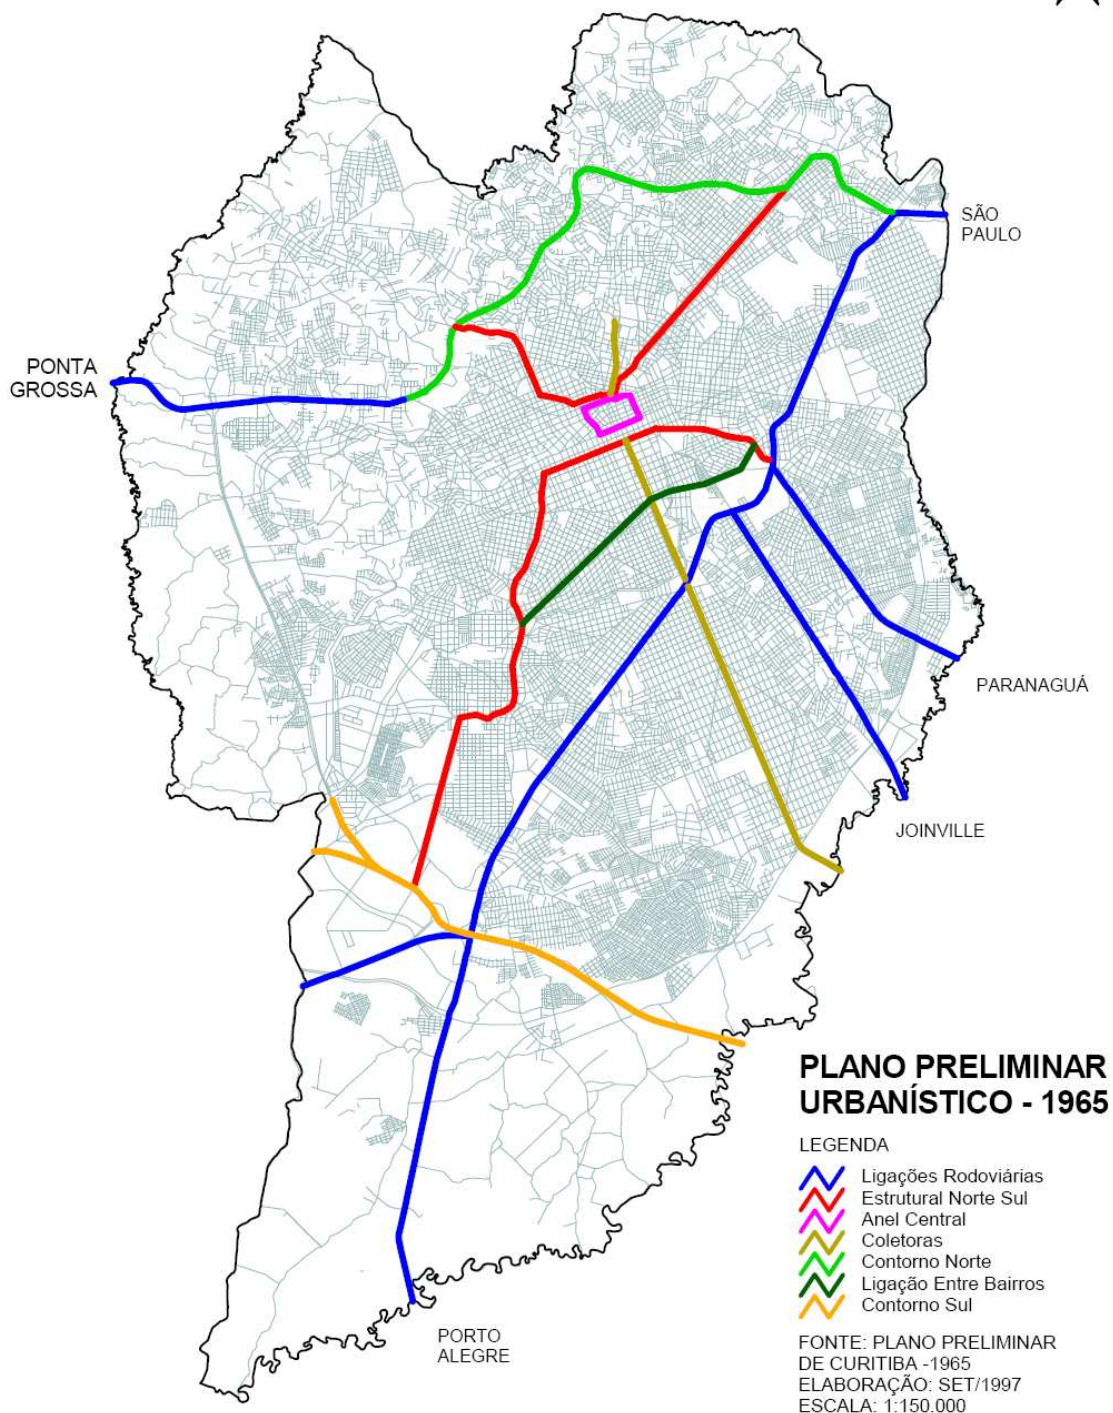 SÃO
PAULO
PONTA
GROSSA
PARANAGUÁ
JOINVILLE
PORTO
ALEGRE
PLANO PRELIMINAR
URBANÍSTICO - 1965
LEGENDA
Ligações Rodoviárias
Estrutural Norte Sul
Anel Central
Coletoras
Contorno Norte
Ligação Entre Bairros
Contorno Sul
FONTE: PLANO PRELIMINAR
DE CURITIBA -1965
ELABORAÇÃO: SET/1997
ESCALA: 1:150.000